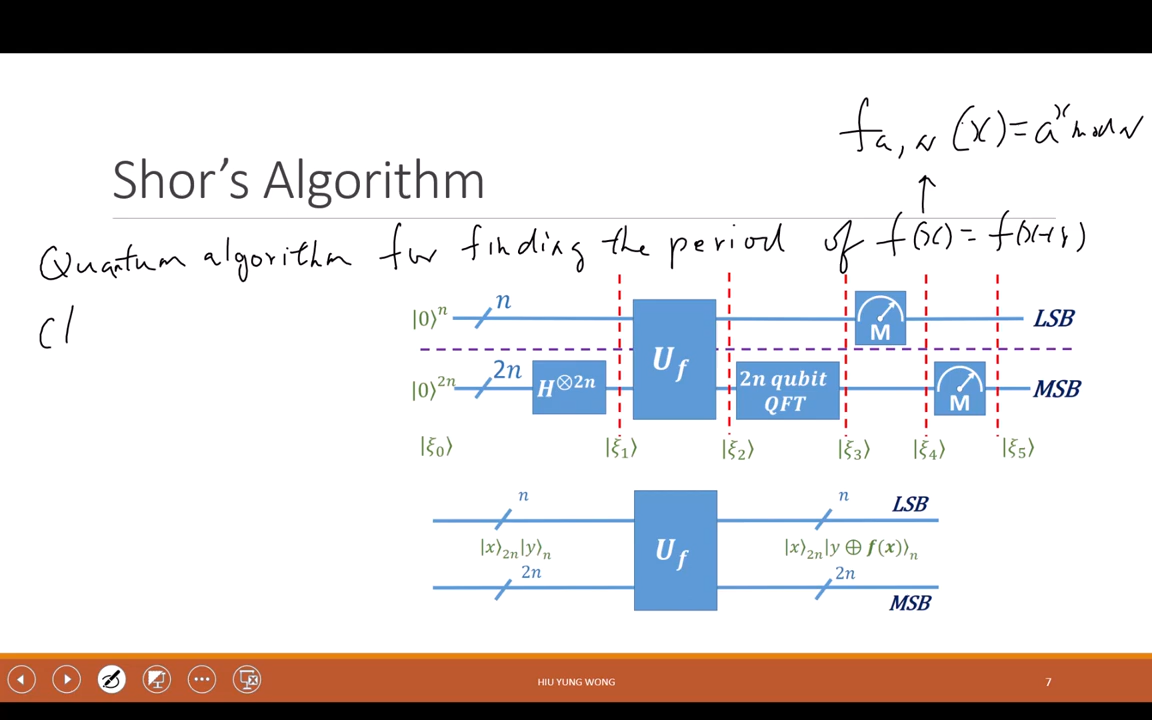 f_{a,N}(x)=a^x mod N
Shor's Algorithm
Quantum algorithm for finding the period of f(x) = f(x+r)
|0⟩^n n U_f M LSB
|0⟩^{2n} 2n H^{⊗2n} 2n qubit QFT M MSB
|ξ_0⟩ |ξ_1⟩ |ξ_2⟩ |ξ_3⟩ |ξ_4⟩ |ξ_5⟩
n n LSB
|x⟩_{2n}|y⟩_n U_f |x⟩_{2n}|y ⊕ f(x)⟩_n
2n 2n
MSB
HIU YUNG WONG 7